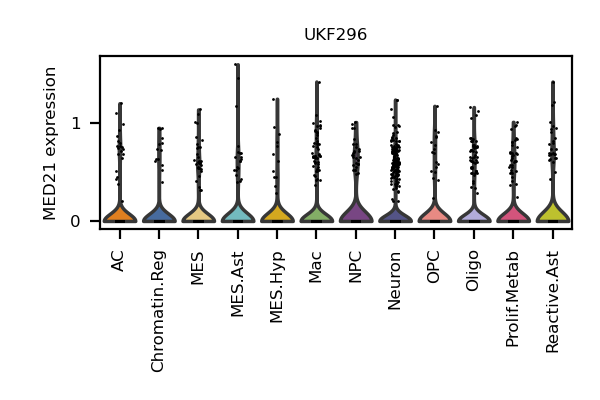 UKF296
MED21 expression
1
0
AC
Chromatin.Reg
MES
MES.Ast
MES.Hyp
Mac
NPC
Neuron
OPC
Oligo
Prolif.Metab
Reactive.Ast